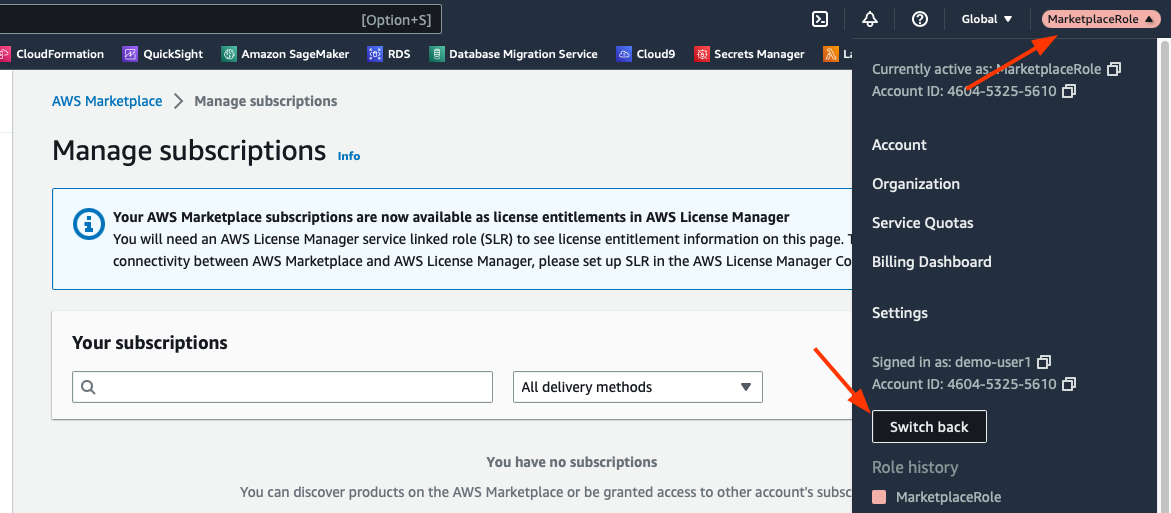 [Option+S]
Global
MarketplaceRole
CloudFormation QuickSight Amazon SageMaker RDS Database Migration Service Cloud9 Secrets Manager
Currently active as: MarketplaceRole
Account ID: 4604-5325-5610
AWS Marketplace Manage subscriptions
Account
Manage subscriptions Info
Organization
Service Quotas
Your AWS Marketplace subscriptions are now available as license entitlements in AWS License Manager
You will need an AWS License Manager service linked role (SLR) to see license entitlement information on this page.
connectivity between AWS Marketplace and AWS License Manager, please set up SLR in the AWS License Manager
Billing Dashboard
Settings
Your subscriptions
Signed in as: demo-user1
Account ID: 4604-5325-5610
All delivery methods
Switch back
You have no subscriptions
Role history
You can discover products on the AWS Marketplace or be granted access to other account's
MarketplaceRole